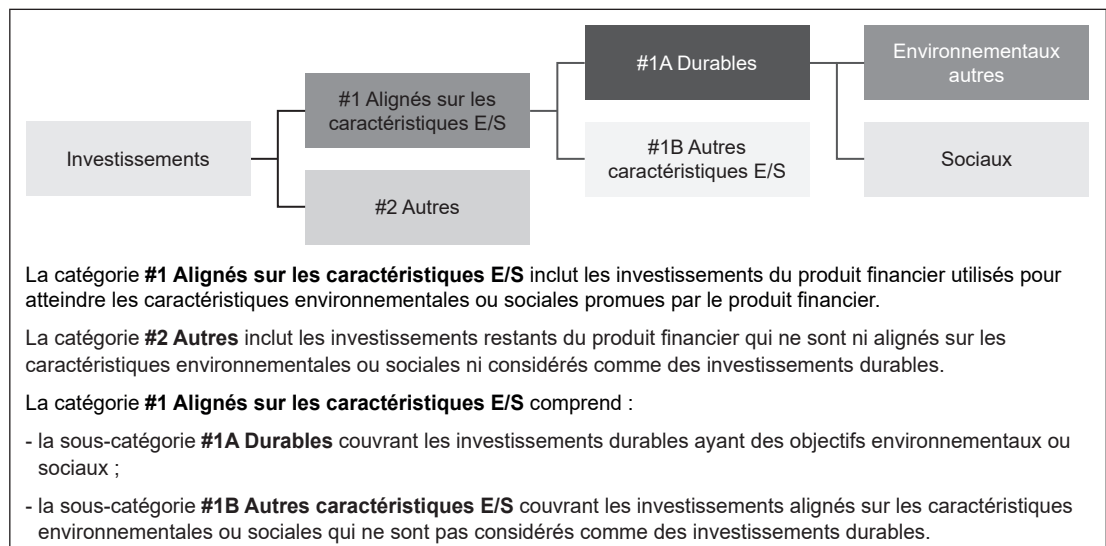 Investissements
#1 Alignés sur les
caractéristiques E/S
#2 Autres
#1A Durables
#1B Autres
caractéristiques E/S
Environnementaux
autres
Sociaux
La catégorie #1 Alignés sur les caractéristiques E/S inclut les investissements du produit financier utilisés pour
atteindre les caractéristiques environnementales ou sociales promues par le produit financier.
La catégorie #2 Autres inclut les investissements restants du produit financier qui ne sont ni alignés sur les
caractéristiques environnementales ou sociales ni considérés comme des investissements durables.
La catégorie #1 Alignés sur les caractéristiques E/S comprend :
- la sous-catégorie #1A Durables couvrant les investissements durables ayant des objectifs environnementaux ou
sociaux ;
- la sous-catégorie #1B Autres caractéristiques E/S couvrant les investissements alignés sur les caractéristiques
environnementales ou sociales qui ne sont pas considérés comme des investissements durables.